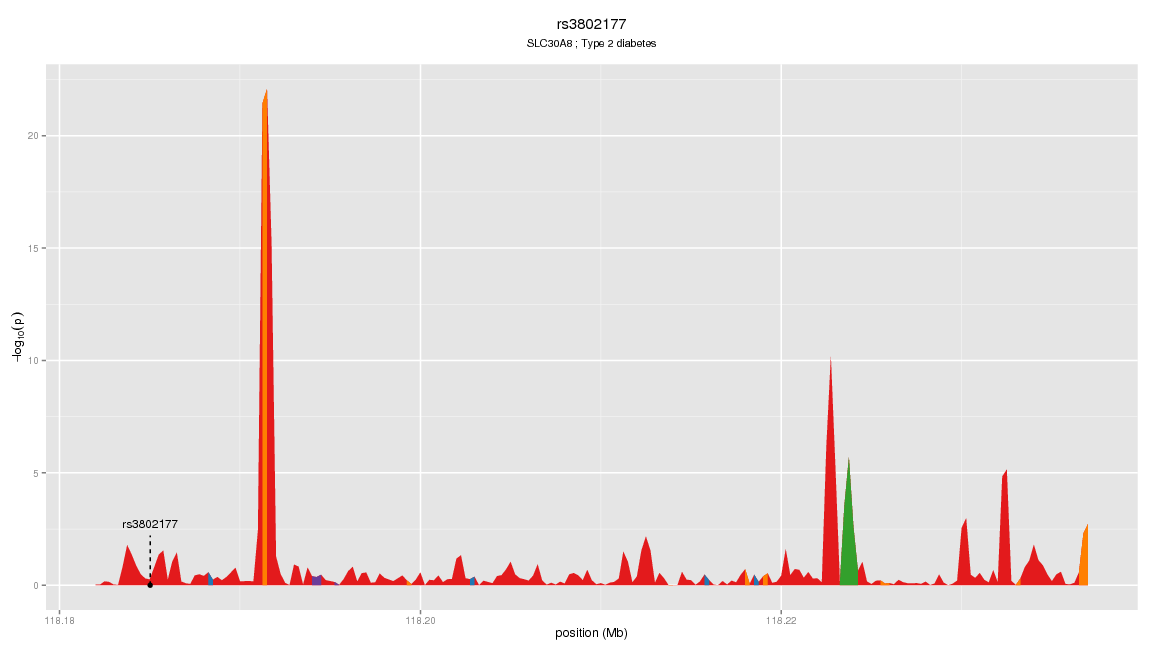 rs3802177
SLC30A8 ; Type 2 diabetes
−log10(p)
20
15
10
5
0
rs3802177
118.18
118.20
118.22
position (Mb)